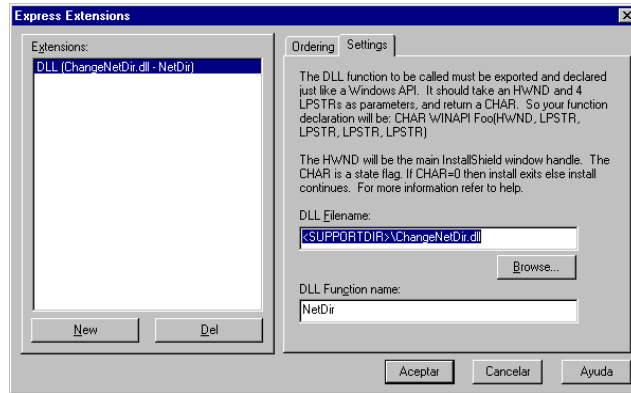 Express Extensions
Extensions:
DLL (ChangeNetDir.dll - NetDir)
New
Del
Ordering
Settings
The DLL function to be called must be exported and declared
just like a Windows API. It should take an HWND and 4
LPSTRs as parameters, and return a CHAR. So your function
declaration will be: CHAR WINAPI Foo(HWND, LPSTR,
LPSTR, LPSTR, LPSTR)
The HWND will be the main InstallShield window handle. The
CHAR is a state flag. If CHAR=0 then install exits else install
continues. For more information refer to help.
DLL Filename:
<SUPPORTDIR>\ChangeNetDir.dll
Browse...
DLL Function name:
NetDir
Aceptar
Cancelar
Ayuda